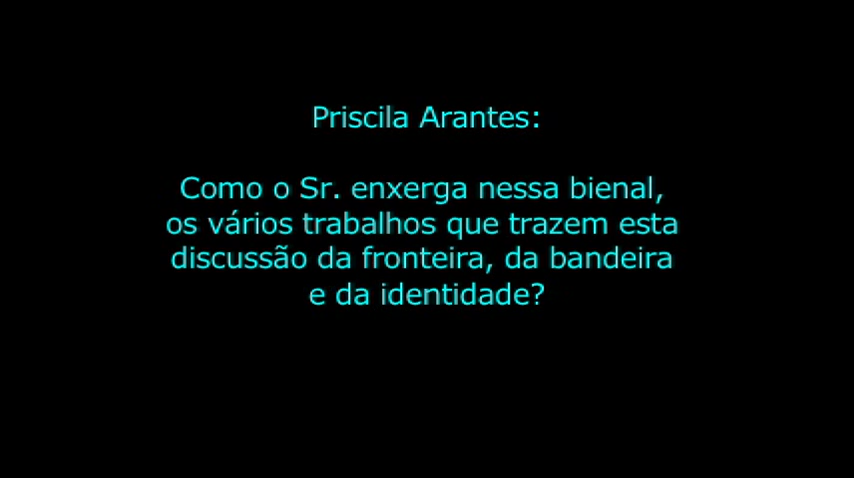 Priscila Arantes:
Como o Sr. enxerga nessa bienal,
os vários trabalhos que trazem esta
discussão da fronteira, da bandeira
e da identidade?